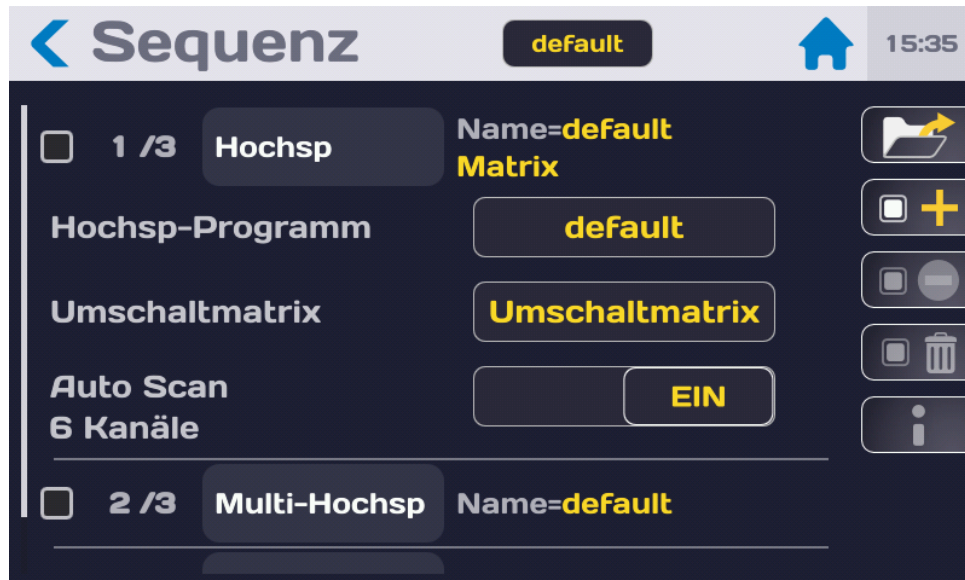 Sequenz default 15:35
1 /3 Hochsp Name=default
Matrix
Hochsp-Programm default
Umschaltmatrix Umschaltmatrix
Auto Scan EIN
6 Kanäle
2 /3 Multi-Hochsp Name=default